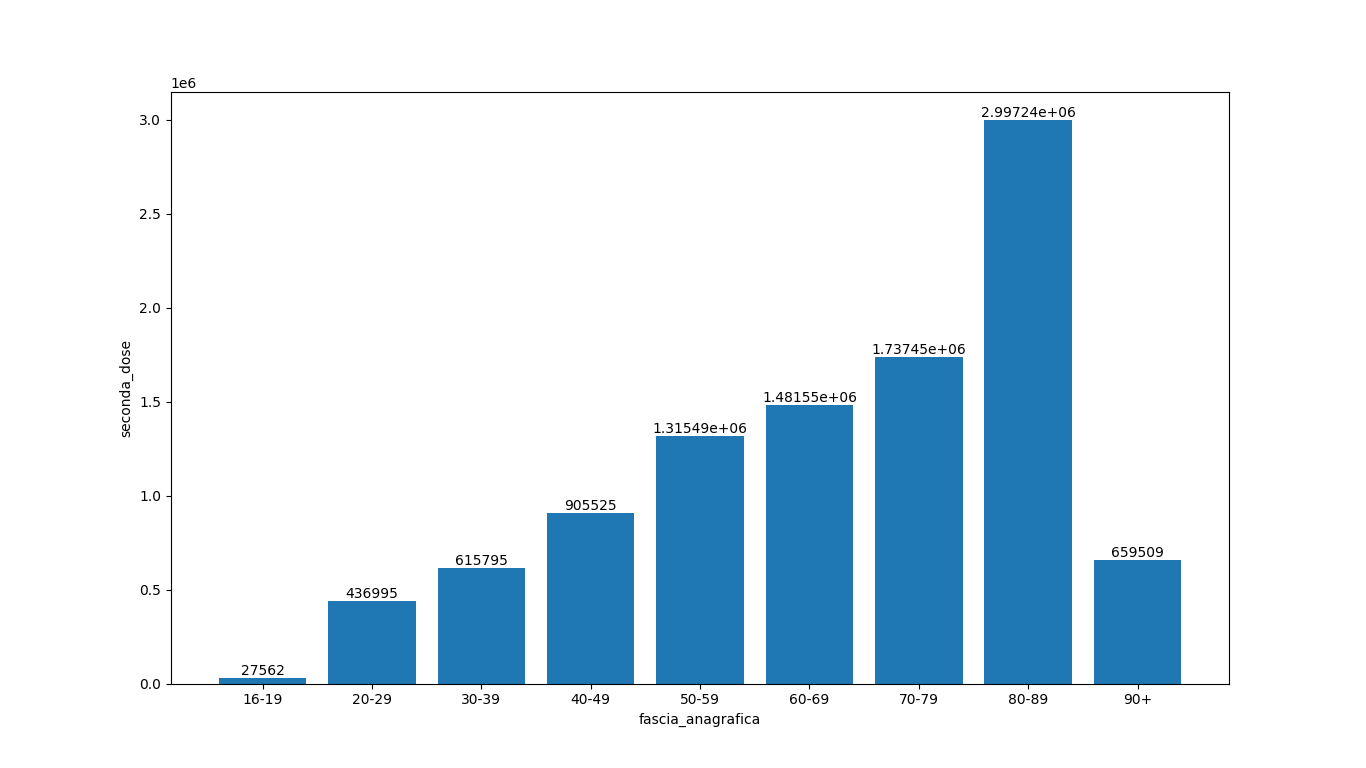 1e6
3.0
2.5
2.0
1.5
1.0
0.5
0.0
seconda_dose
27562
436995
615795
905525
1.31549e+06
1.48155e+06
1.73745e+06
2.99724e+06
659509
16-19 20-29 30-39 40-49 50-59 60-69 70-79 80-89 90+
fascia_anagrafica